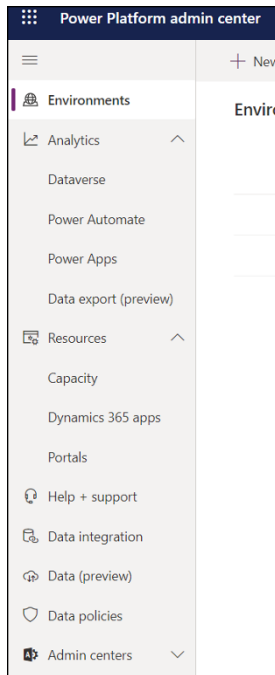 Power Platform admin center
+ New
Environments
Analytics
Dataverse
Power Automate
Power Apps
Data export (preview)
Resources
Capacity
Dynamics 365 apps
Portals
Help + support
Data integration
Data (preview)
Data policies
Admin centers